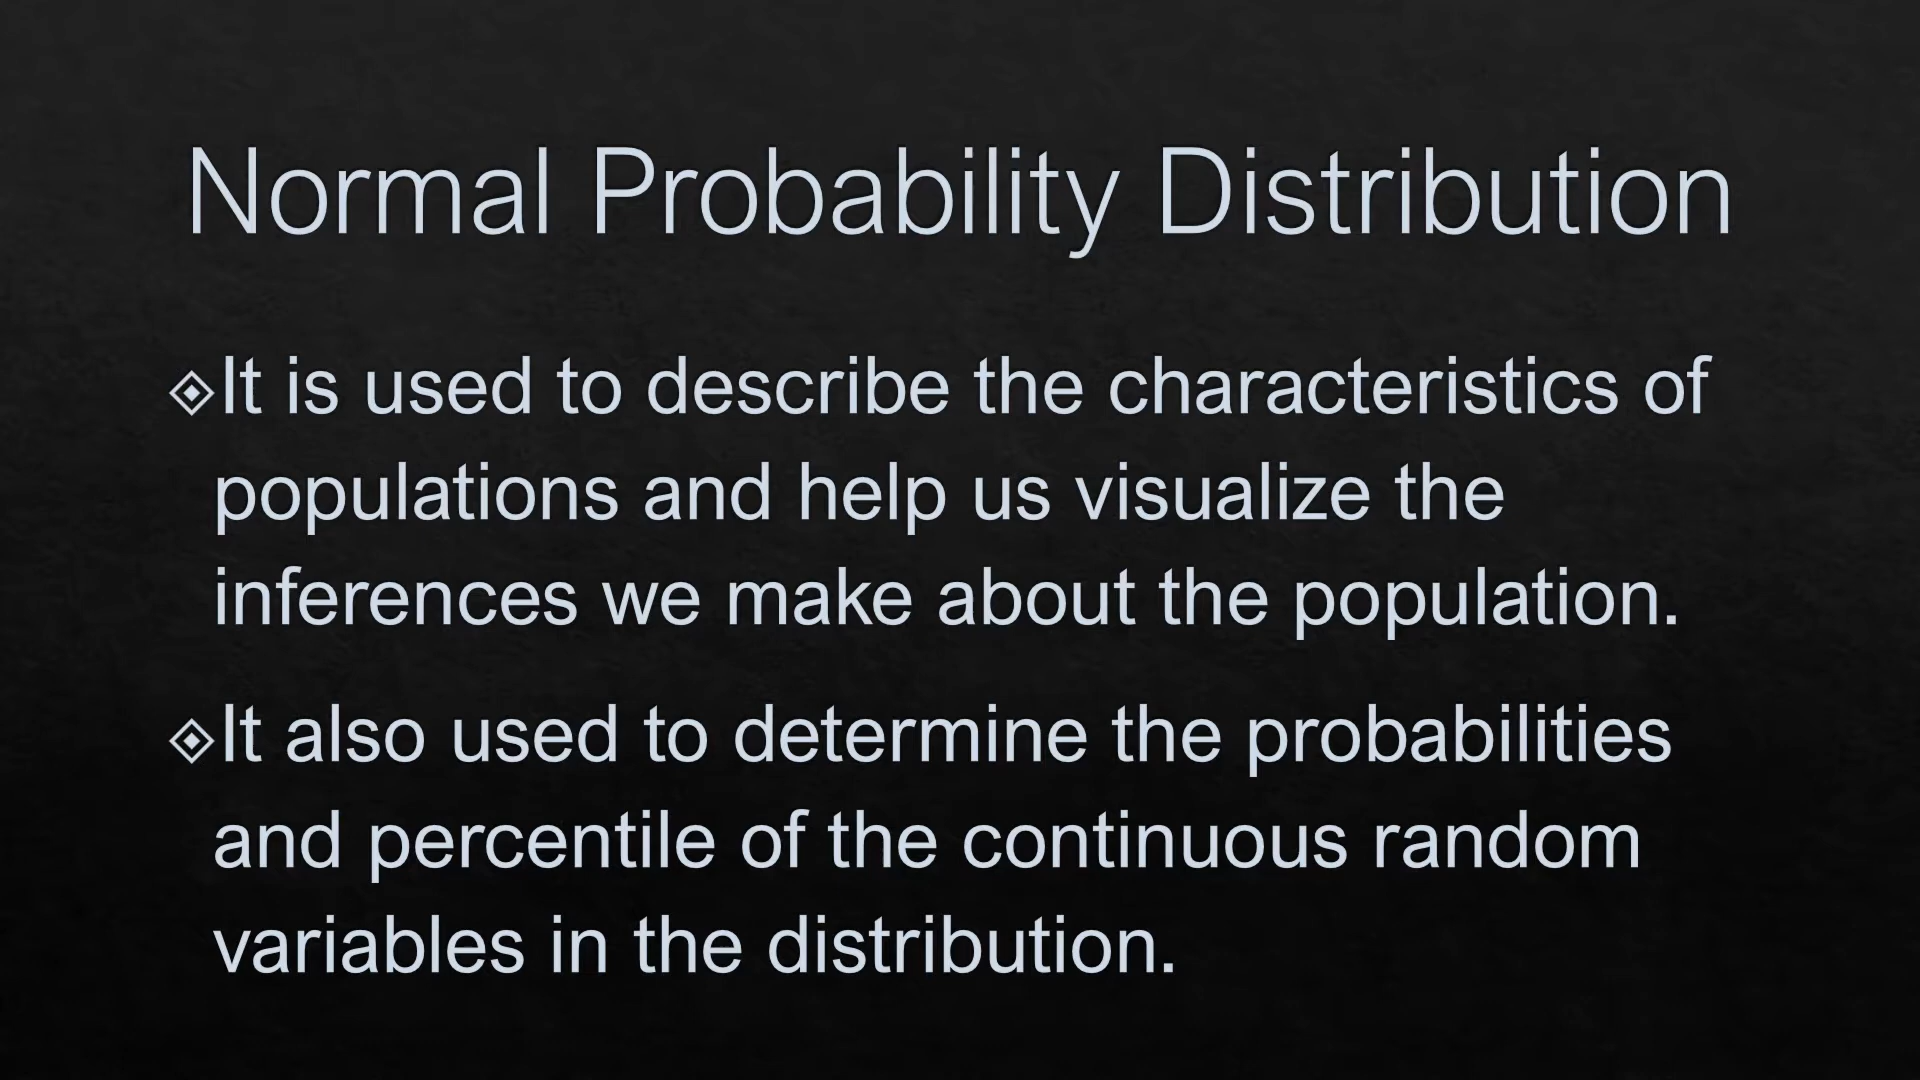 Normal Probability Distribution
It is used to describe the characteristics of
populations and help us visualize the
inferences we make about the population.
It also used to determine the probabilities
and percentile of the continuous random
variables in the distribution.